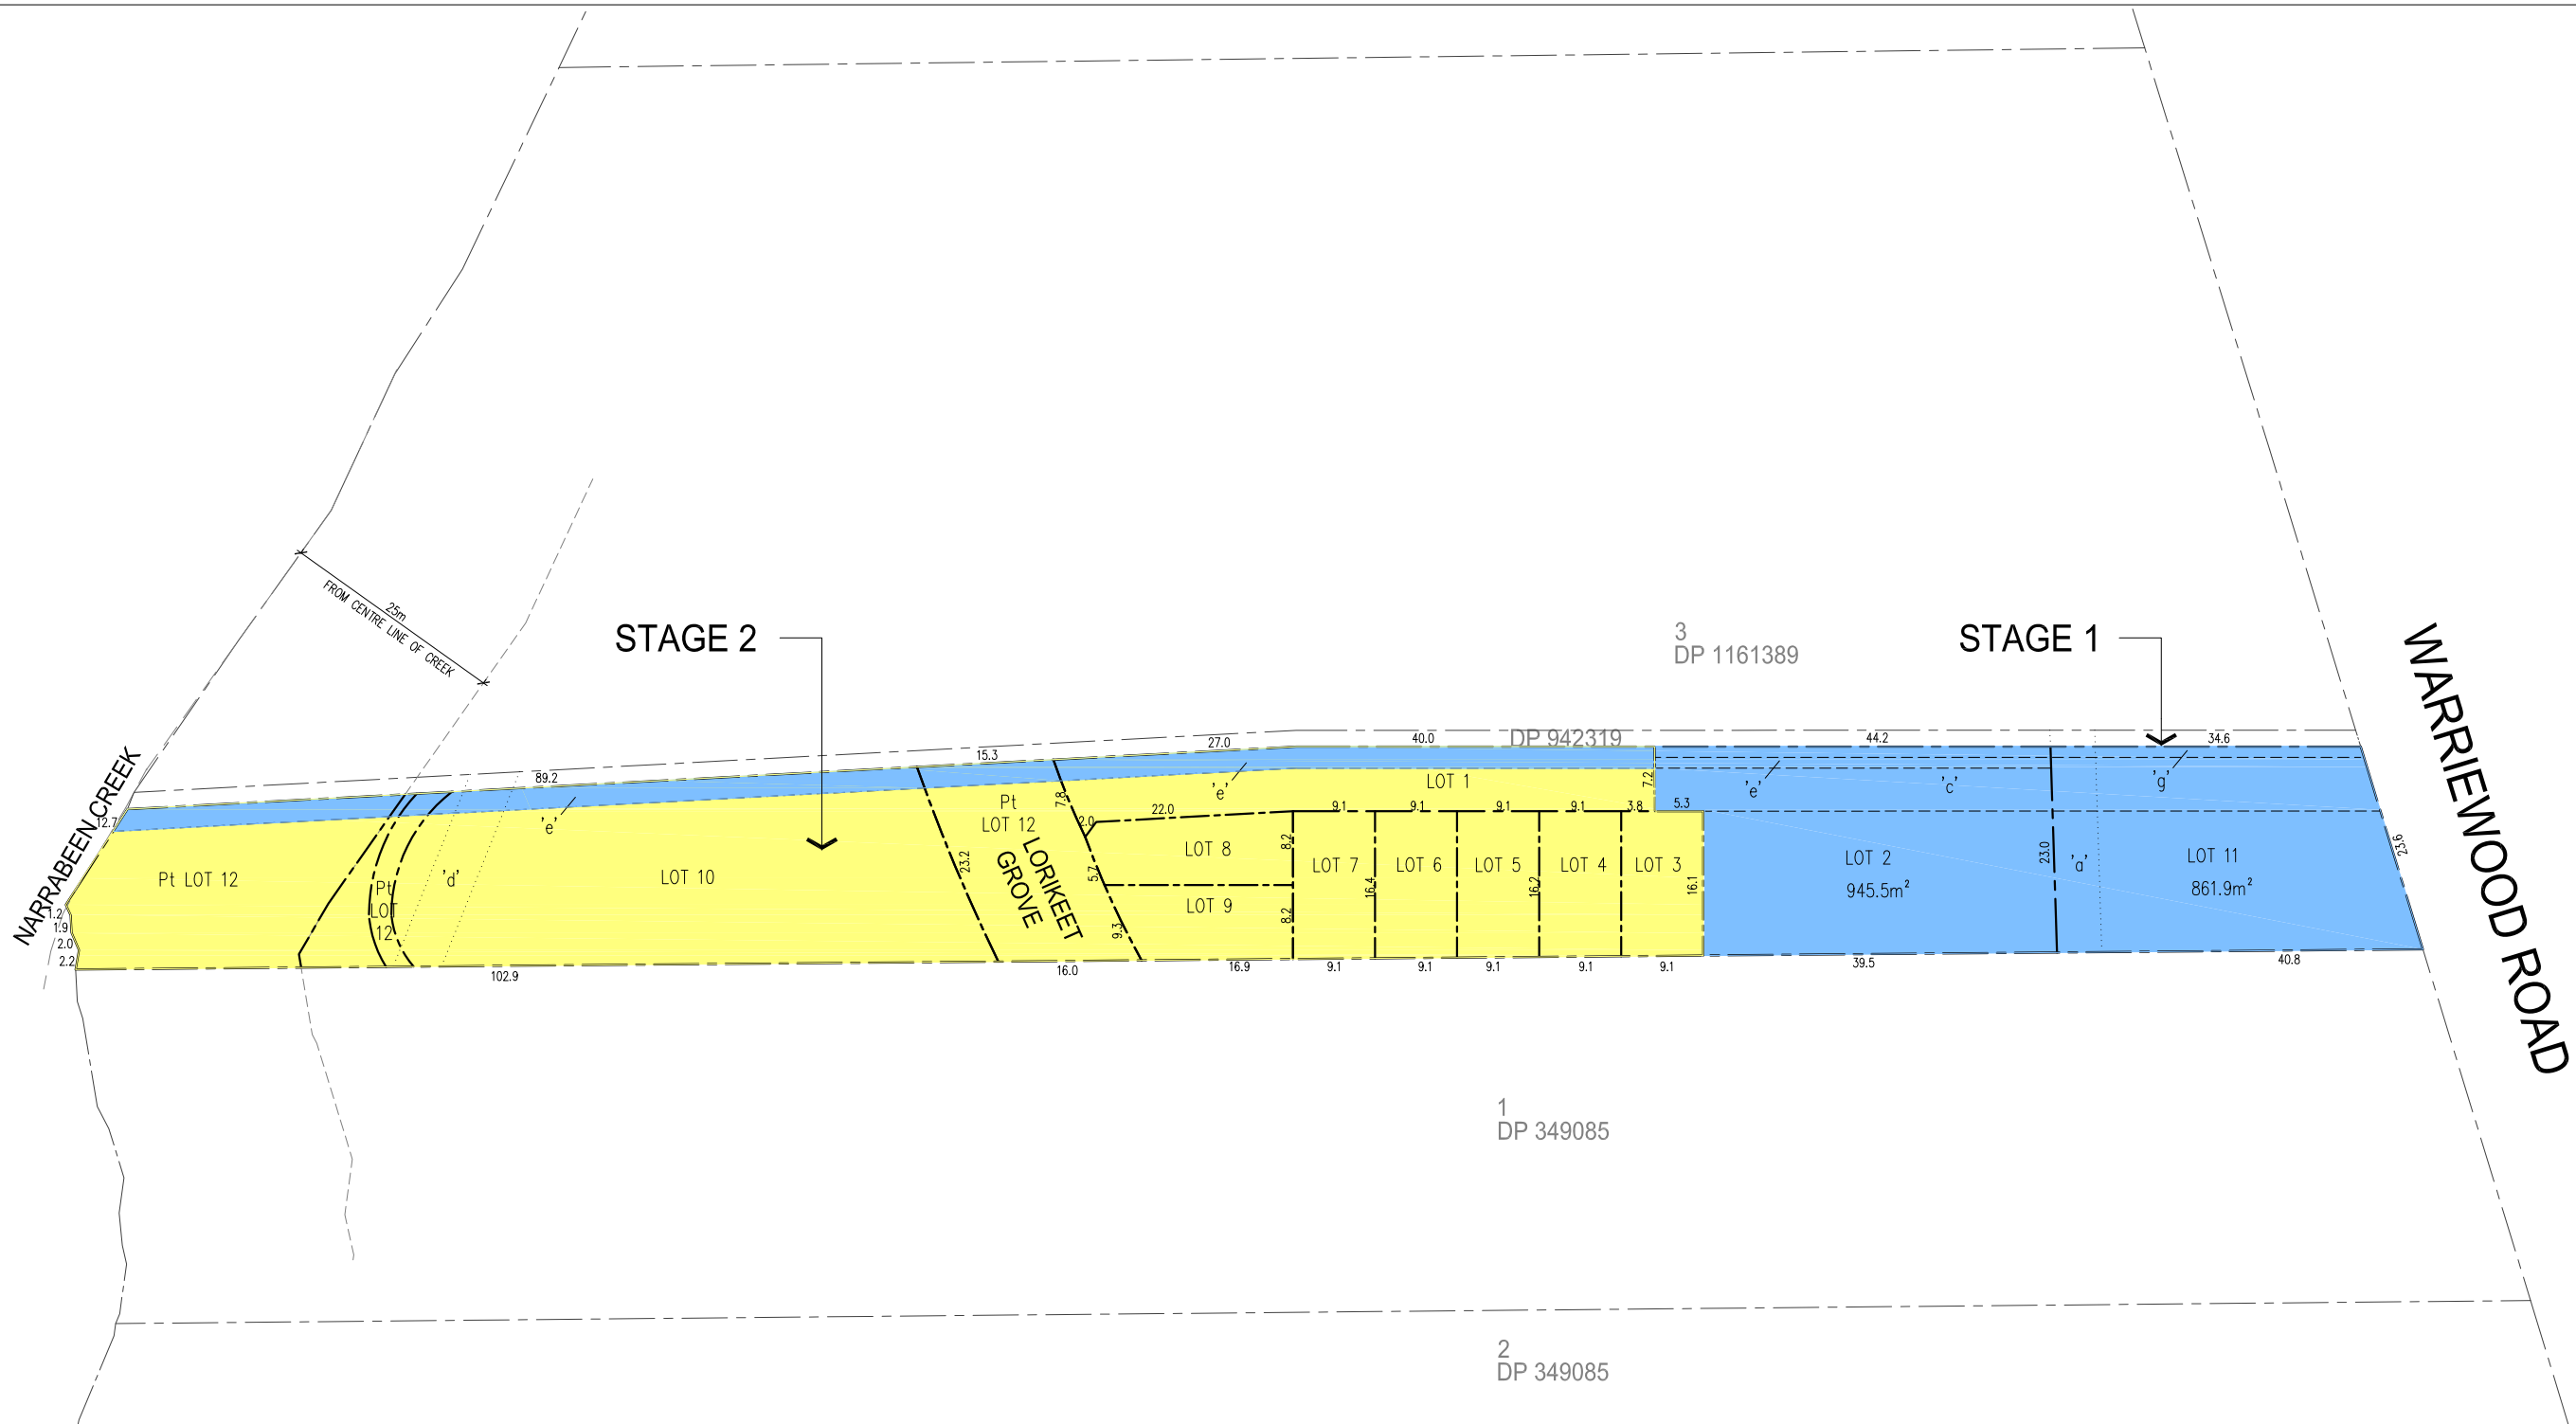 25m
FROM CENTRE LINE OF CREEK
STAGE 2
3
DP 1161389
STAGE 1
WARRIEWOOD ROAD
NARRABEEN CREEK
DP 942319
89.2
15.3
27.0
40.0
44.2
34.6
12.7
'e'
'e'
LOT 1
7.2
'e'
'c'
'g'
Pt
LOT 12
7.8
2.0
22.0
9.1
9.1
9.1
9.1
3.8
5.3
LORIKEET
GROVE
23.2
5.7
9.3
LOT 8
8.2
LOT 9
8.2
LOT 7
16.4
LOT 6
LOT 5
16.2
LOT 4
LOT 3
16.1
LOT 2
945.5m²
23.0
'a'
LOT 11
861.9m²
23.6
Pt LOT 12
Pt
LOT
12
'd'
LOT 10
1.2
1.9
2.0
2.2
102.9
16.0
16.9
9.1
9.1
9.1
9.1
9.1
39.5
40.8
1
DP 349085
2
DP 349085